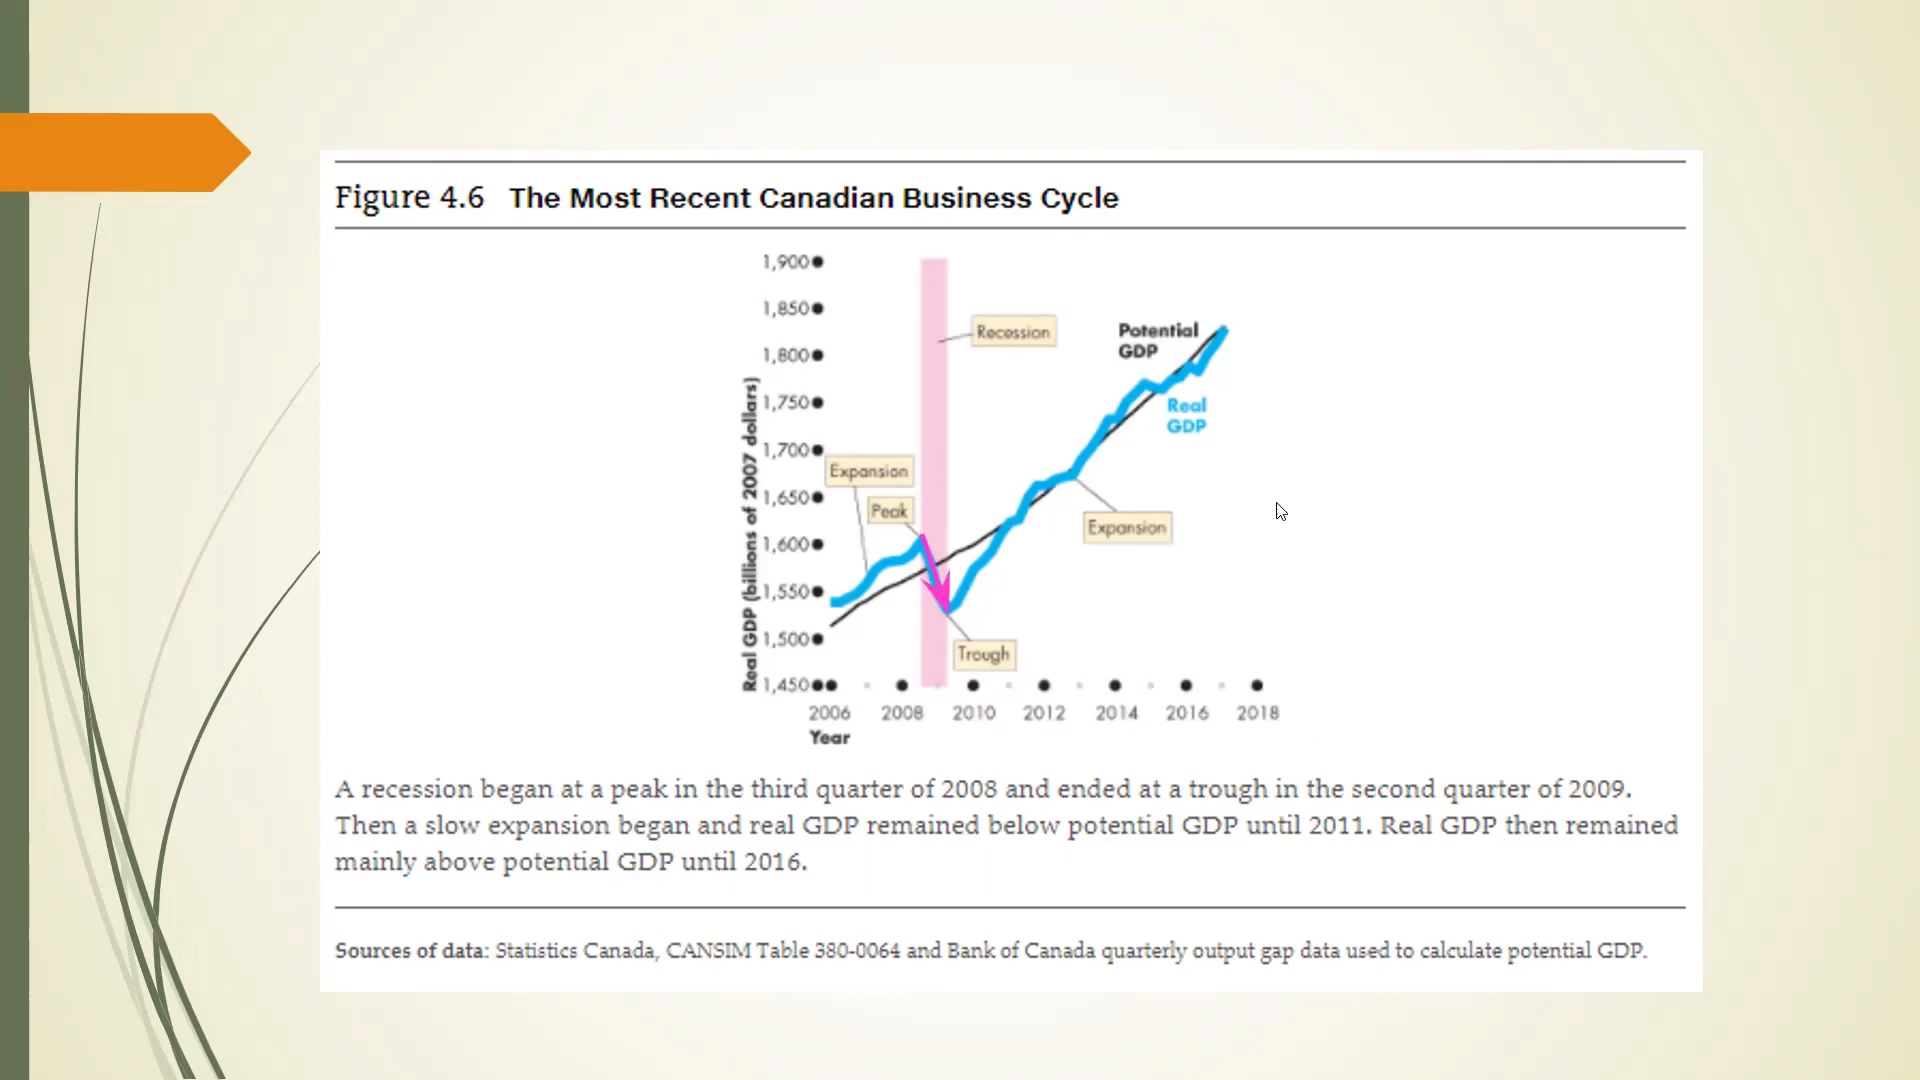 Figure 4.6 The Most Recent Canadian Business Cycle
1,900
1,850
1,800
1,750
1,700
1,650
1,600
1,550
1,500
1,450
Real GDP (billions of 2007 dollars)
Recession
Potential
GDP
Real
GDP
Expansion
Peak
Expansion
Trough
2006 2008 2010 2012 2014 2016 2018
Year
A recession began at a peak in the third quarter of 2008 and ended at a trough in the second quarter of 2009.
Then a slow expansion began and real GDP remained below potential GDP until 2011. Real GDP then remained
mainly above potential GDP until 2016.
Sources of data: Statistics Canada, CANSIM Table 380-0064 and Bank of Canada quarterly output gap data used to calculate potential GDP.